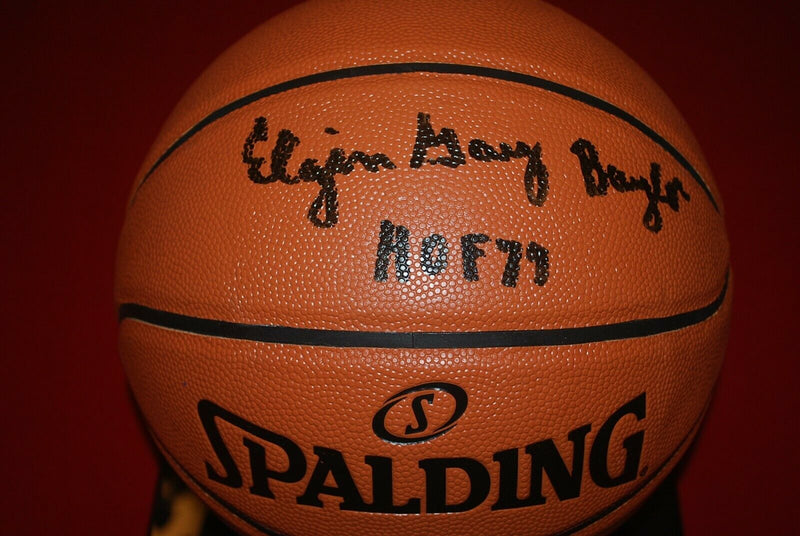 Elgin Gay Baylor
HOF 77
S
SPALDING